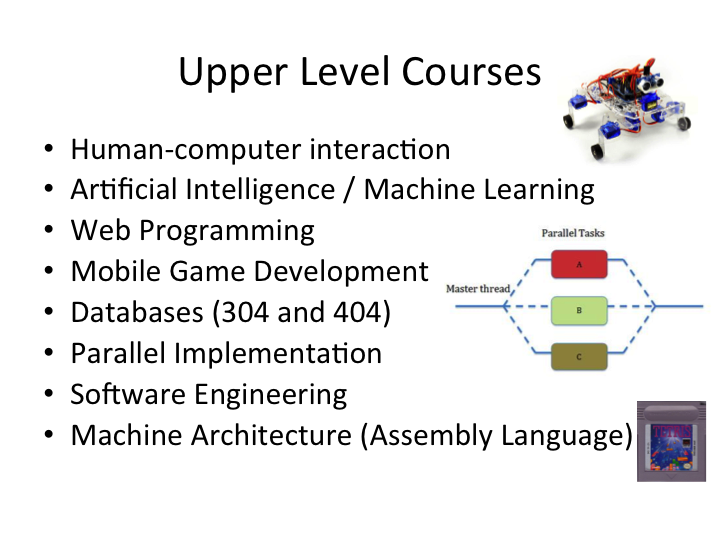 Upper Level Courses
• Human-computer interaction
• Artificial Intelligence / Machine Learning
• Web Programming
• Mobile Game Development
• Databases (304 and 404)
• Parallel Implementation
• Software Engineering
• Machine Architecture (Assembly Language)
Parallel Tasks
Master thread
A
B
C
TETRIS